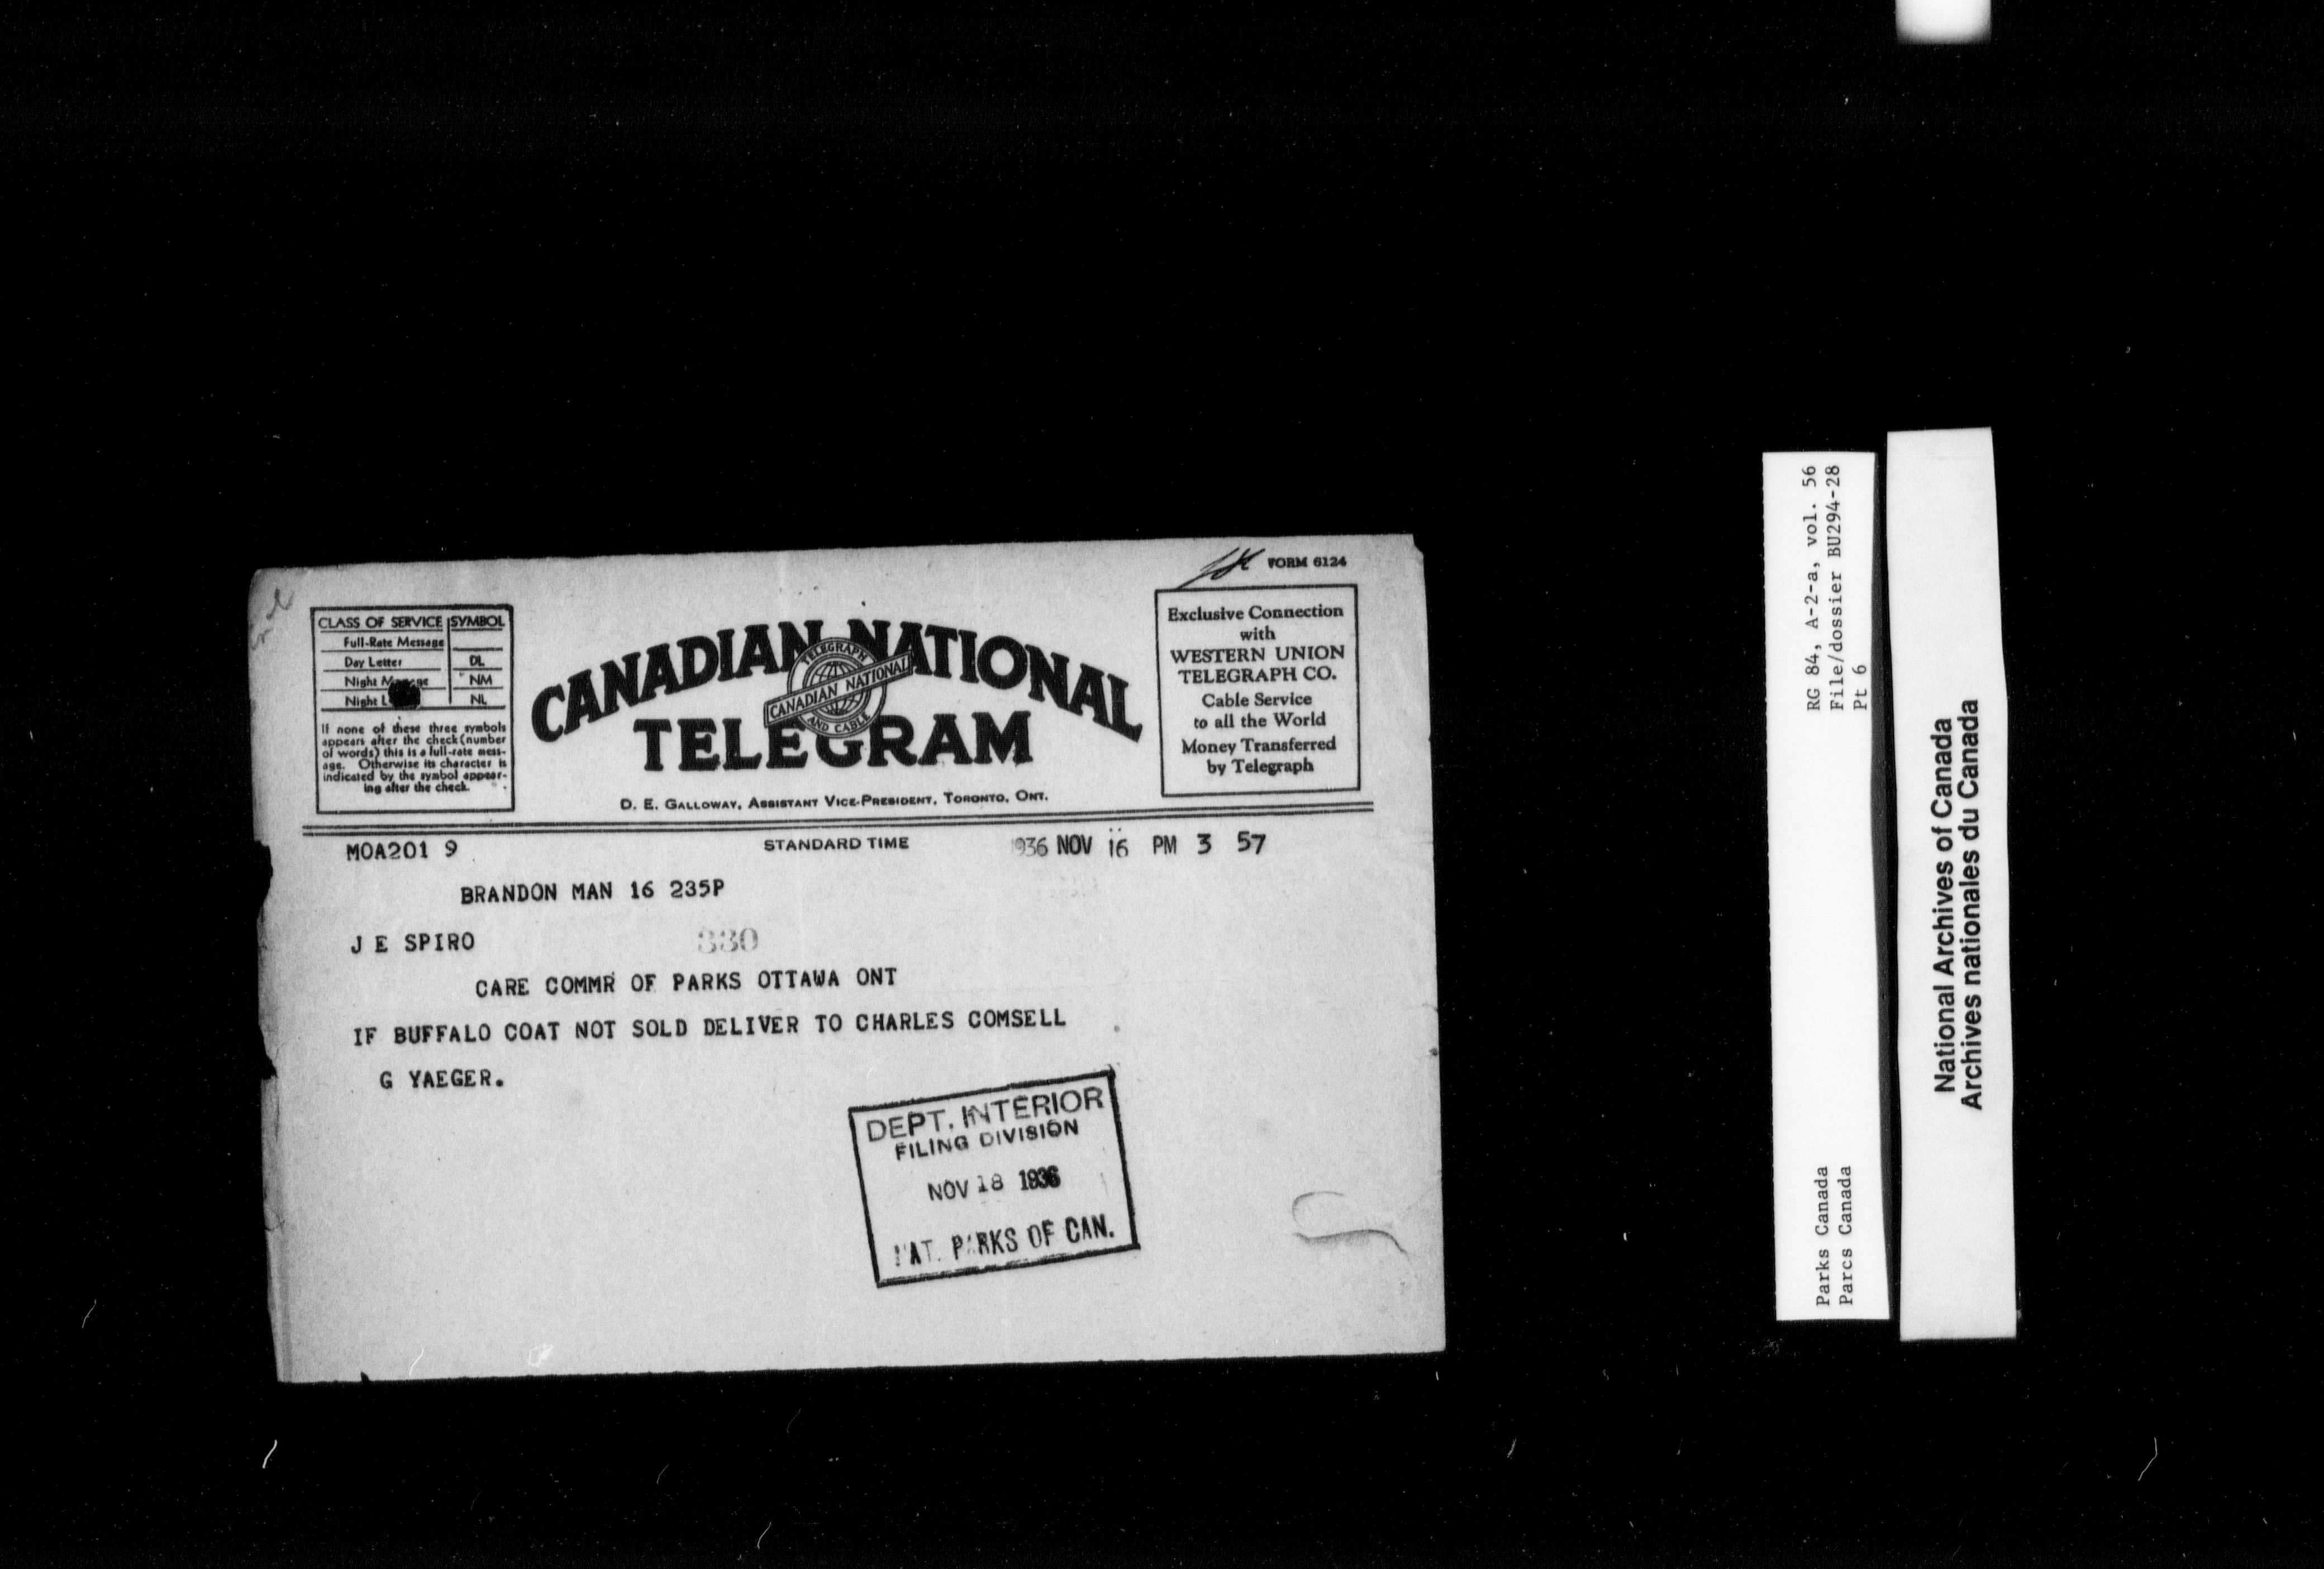 FORM 6124
CLASS OF SERVICE SYMBOL
Full-Rate Message
Day Letter DL
Night NM
Night NL
If none of these three symbols
appears after the check (number
of words) this is a full-rate mess-
age. Otherwise its character is
indicated by the symbol appear-
ing after the check.
CANADIAN NATIONAL
TELEGRAPH
CANADIAN NATIONAL
AND CABLE
TELEGRAM
D. E. GALLOWAY, ASSISTANT VICE-PRESIDENT, TORONTO, ONT.
Exclusive Connection
with
WESTERN UNION
TELEGRAPH CO.
Cable Service
to all the World
Money Transferred
by Telegraph
MOA201 9 STANDARD TIME 1936 NOV 16 PM 3 57
BRANDON MAN 16 235P
J E SPIRO 330
CARE COMMR OF PARKS OTTAWA ONT
IF BUFFALO COAT NOT SOLD DELIVER TO CHARLES COMSELL
G YAEGER.
DEPT. INTERIOR
FILING DIVISION
NOV 18 1936
NAT. PARKS OF CAN.
RG 84, A-2-a, vol. 56
File/dossier BU294-28
Pt 6
Parks Canada
Parcs Canada
National Archives of Canada
Archives nationales du Canada